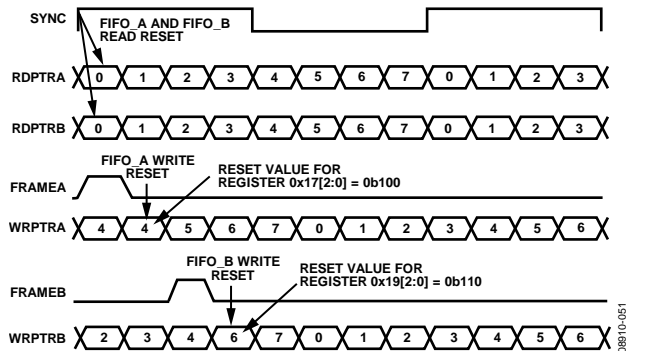 SYNC
FIFO_A AND FIFO_B
READ RESET
RDPTRA 0 1 2 3 4 5 6 7 0 1 2 3
RDPTRB 0 1 2 3 4 5 6 7 0 1 2 3
FIFO_A WRITE
RESET
RESET VALUE FOR
REGISTER 0x17[2:0] = 0b100
FRAMEA
WRPTRA 4 4 5 6 7 0 1 2 3 4 5 6
FIFO_B WRITE
RESET
RESET VALUE FOR
REGISTER 0x19[2:0] = 0b110
FRAMEB
WRPTRB 2 3 4 6 7 0 1 2 3 4 5 6
08910-051